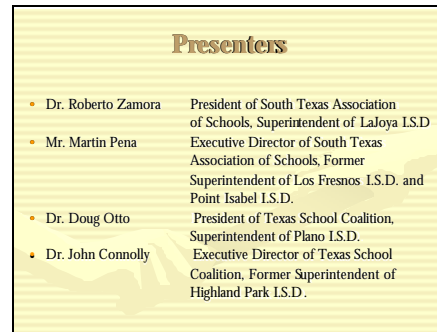 Presenters
• Dr. Roberto Zamora President of South Texas Association
of Schools, Superintendent of LaJoya I.S.D
• Mr. Martin Pena Executive Director of South Texas
Association of Schools, Former
Superintendent of Los Fresnos I.S.D. and
Point Isabel I.S.D.
• Dr. Doug Otto President of Texas School Coalition,
Superintendent of Plano I.S.D.
• Dr. John Connolly Executive Director of Texas School
Coalition, Former Superintendent of
Highland Park I.S.D.